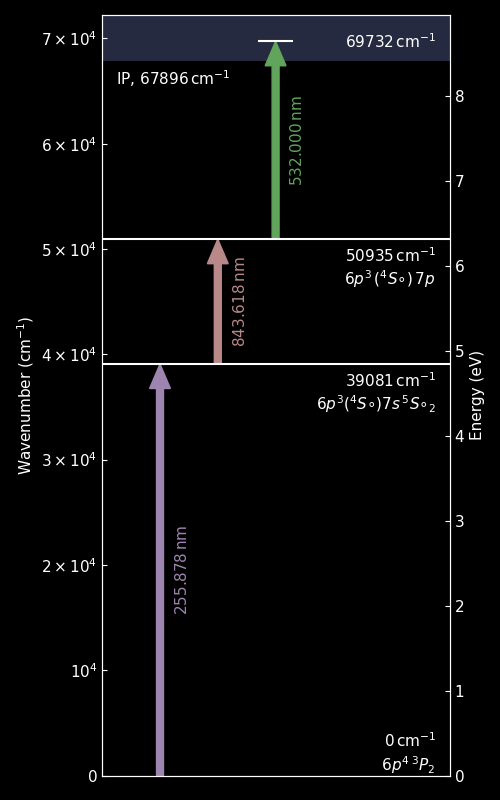 7 × 10⁴
69732 cm⁻¹
IP, 67896 cm⁻¹
8
532.000 nm
6 × 10⁴
7
5 × 10⁴
50935 cm⁻¹
6
6p³(⁴S∘) 7p
843.618 nm
Wavenumber (cm⁻¹)
4 × 10⁴
5
Energy (eV)
39081 cm⁻¹
6p³(⁴S∘)7s⁵S∘₂
4
3 × 10⁴
3
255.878 nm
2 × 10⁴
2
10⁴
1
0 cm⁻¹
6p⁴ ³P₂
0
0